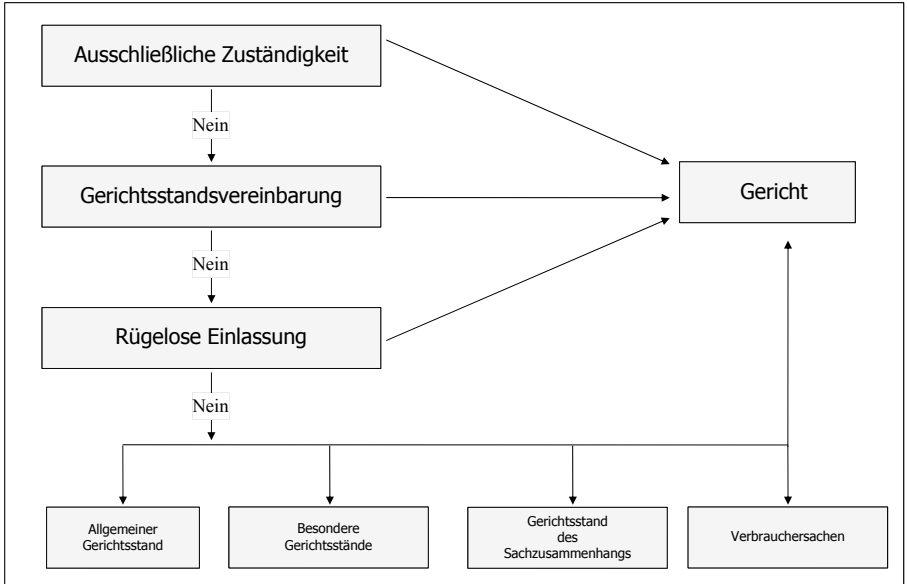 Ausschließliche Zuständigkeit
Nein
Gerichtsstandsvereinbarung
Gericht
Nein
Rügelose Einlassung
Nein
Allgemeiner
Gerichtsstand
Besondere
Gerichtsstände
Gerichtsstand
des
Sachzusammenhangs
Verbrauchersachen